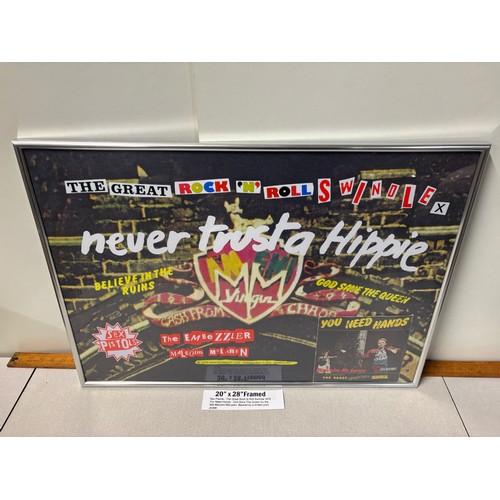 THE GREAT ROCK 'N' ROLL SWINDLE X
never trust a Hippie
BELIEVE IN THE RUINS
GOD SAVE THE QUEEN
MM
Virgin
CASH FROM CHAOS
SEX PISTOLS
The EmBeZZLER
MaLcoLm McLaReN
YOU NEED HANDS
20" x 28" Framed